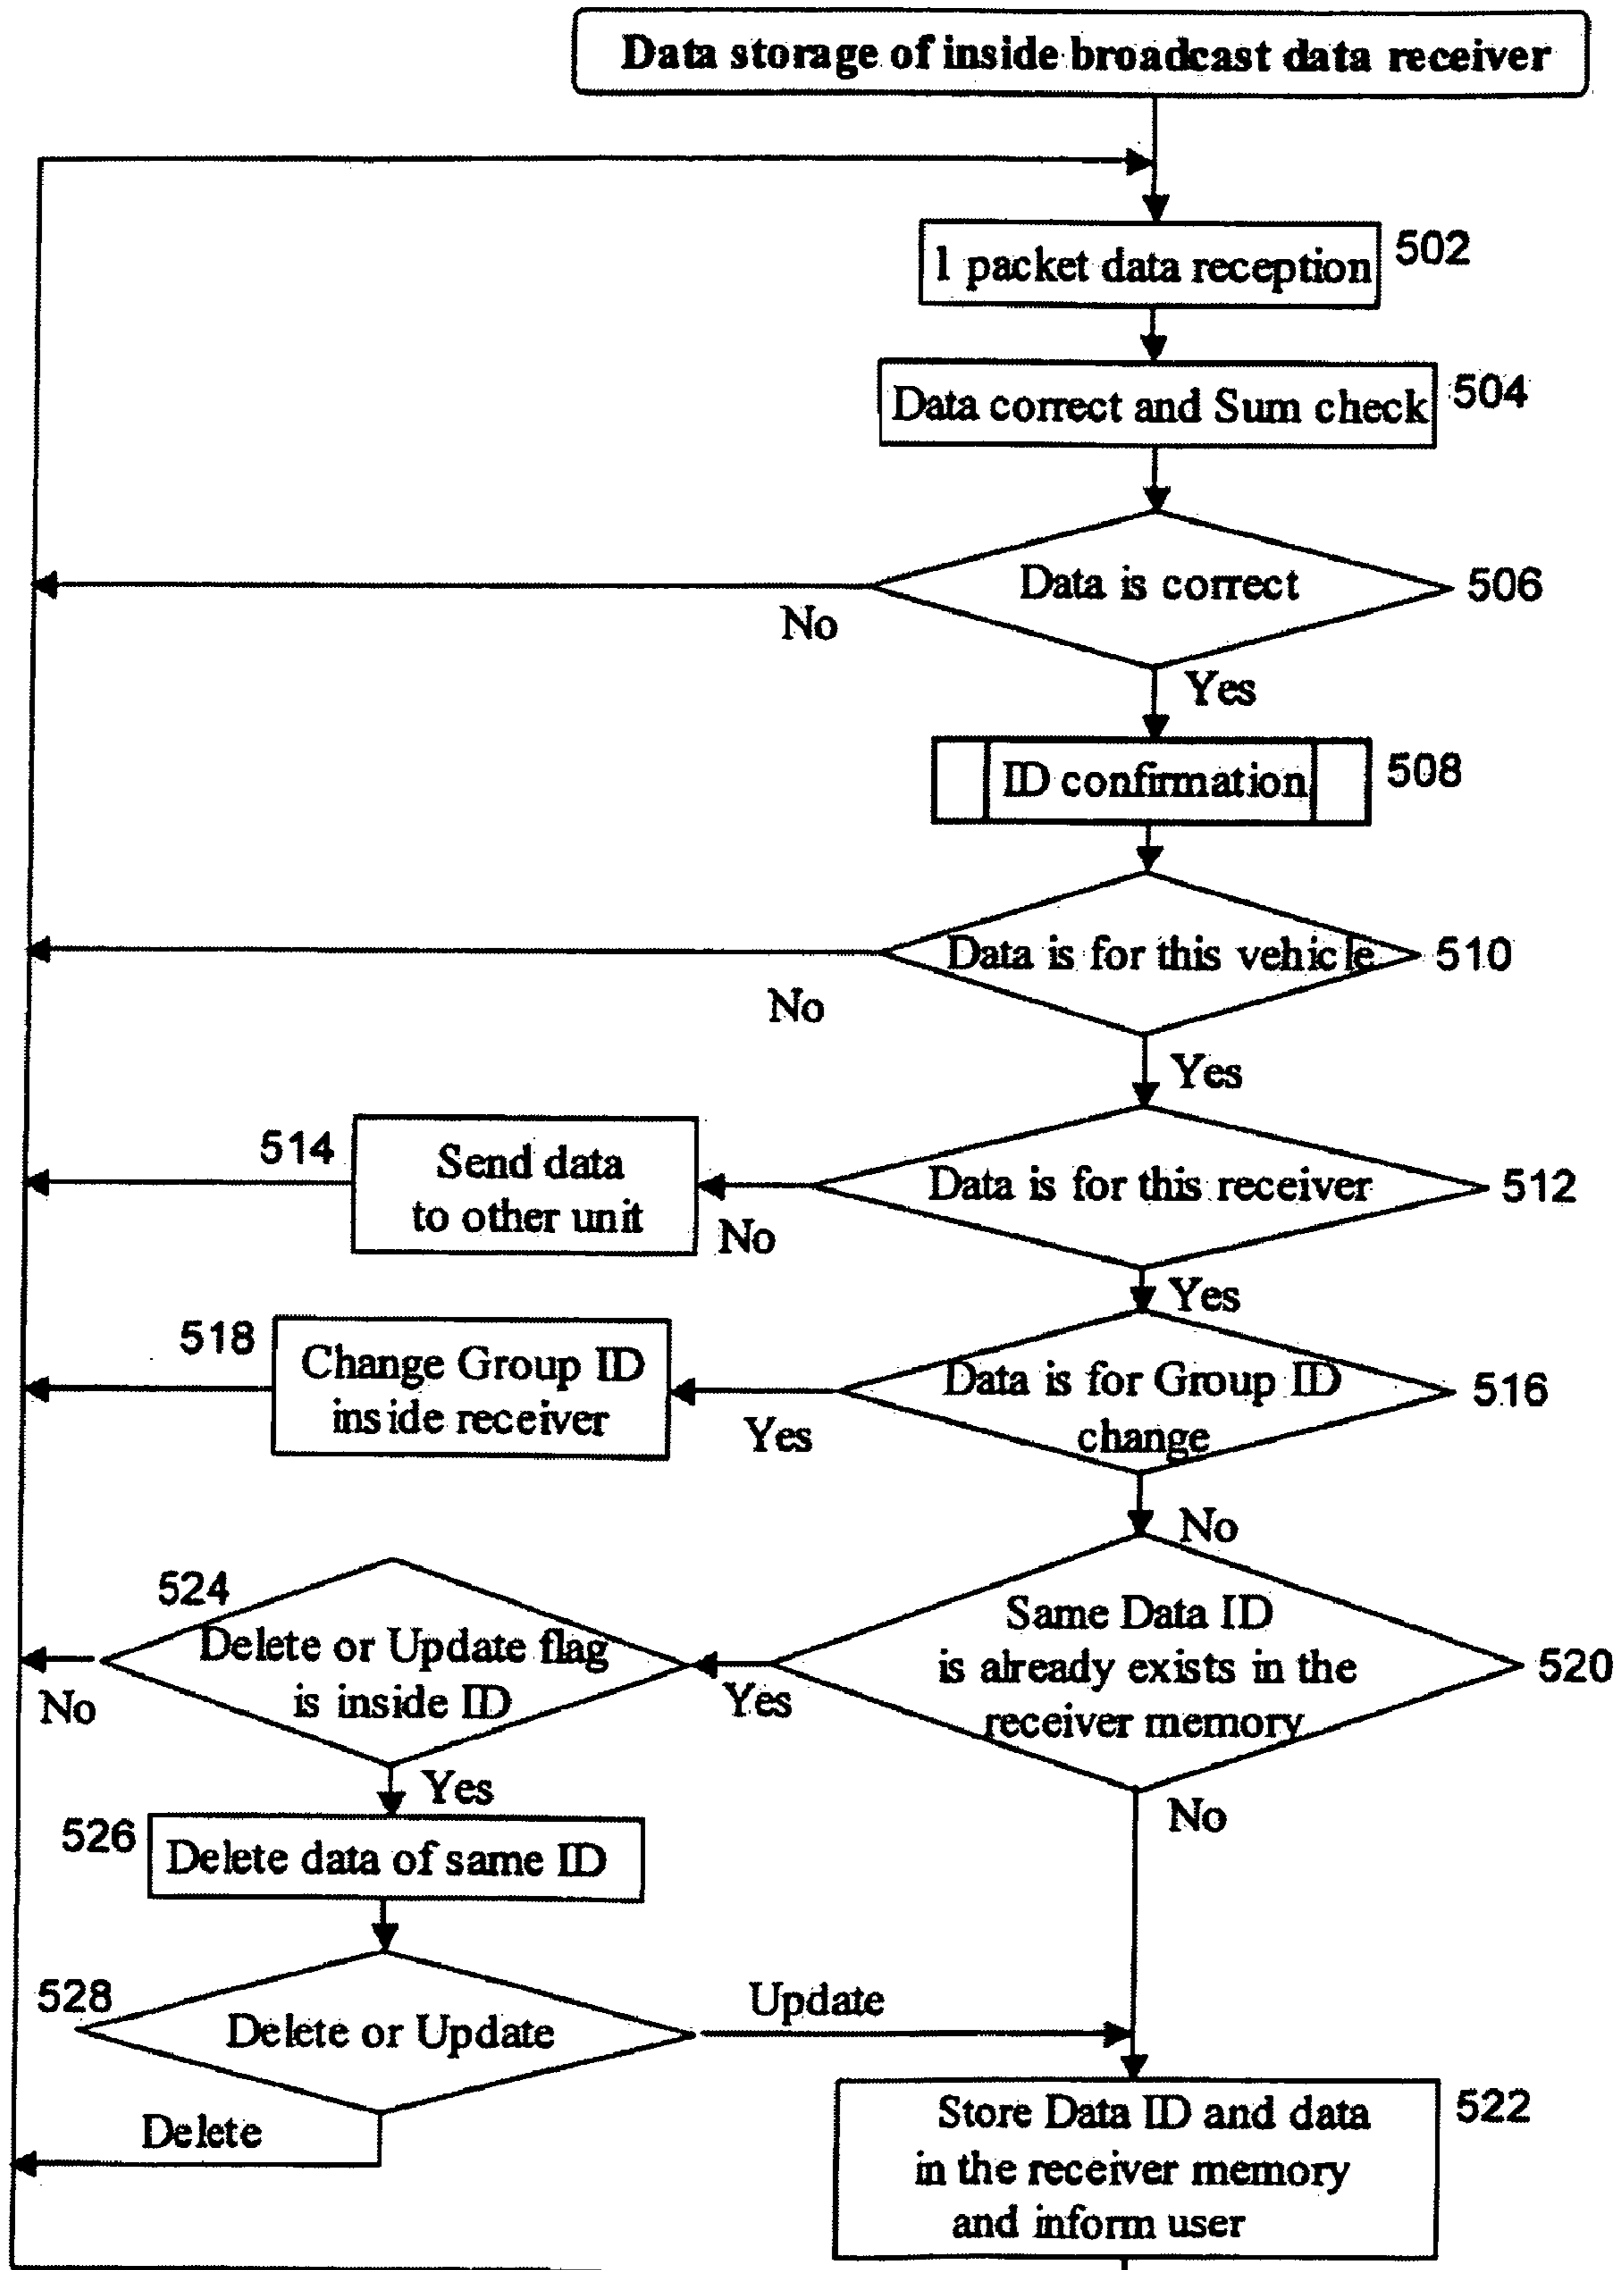 Data storage of inside broadcast data receiver
1 packet data reception
502
Data correct and Sum check
504
Data is correct
506
No
Yes
ID confirmation
508
Data is for this vehicle
510
No
Yes
514
Send data
to other unit
Data is for this receiver
512
No
Yes
518
Change Group ID
inside receiver
Data is for Group ID
change
516
Yes
No
524
Delete or Update flag
is inside ID
Same Data ID
is already exists in the
receiver memory
520
No
Yes
Yes
No
526
Delete data of same ID
528
Delete or Update
Update
Delete
Store Data ID and data
in the receiver memory
and inform user
522